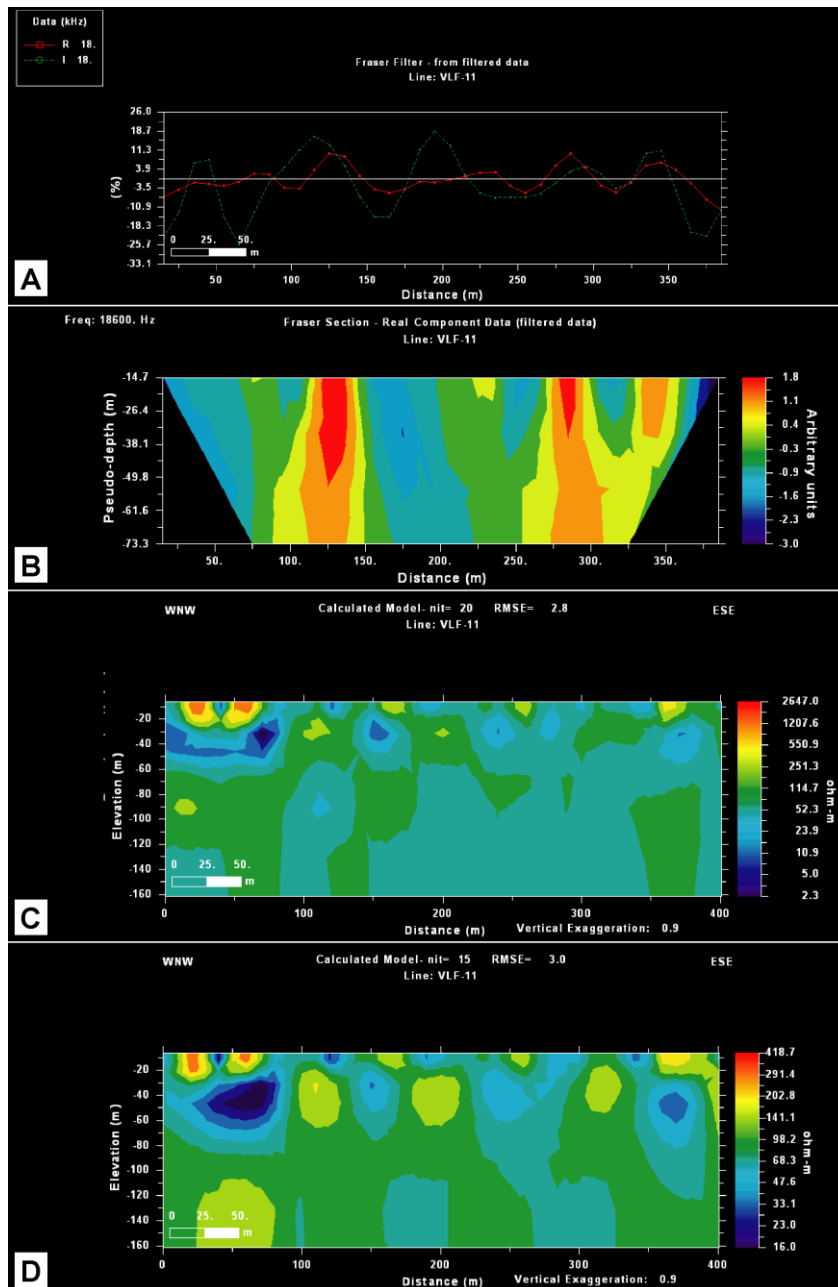 Data (kHz)
R 18.
I 18.
Fraser Filter - from filtered data
Line: VLF-11
26.0
18.7
11.3
3.9
-3.5
-10.9
-18.3
-25.7
-33.1
(%)
0 25. 50.
m
50 100 150 200 250 300 350
Distance (m)
A
Freq: 18600. Hz
Fraser Section - Real Component Data (filtered data)
Line: VLF-11
-14.7
-26.4
-38.1
-49.8
-61.6
-73.3
Pseudo-depth (m)
1.8
1.1
0.4
-0.3
-0.9
-1.6
-2.3
-3.0
Arbitrary units
50. 100. 150. 200. 250. 300. 350.
Distance (m)
B
WNW
Calculated Model- nit= 20 RMSE= 2.8
ESE
Line: VLF-11
-20
-40
-60
-80
-100
-120
-140
-160
Elevation (m)
0 25. 50.
m
2647.0
1207.6
550.9
251.3
114.7
52.3
23.9
10.9
5.0
2.3
ohm-m
0 100 200 300 400
Distance (m)
Vertical Exaggeration: 0.9
C
WNW
Calculated Model- nit= 15 RMSE= 3.0
ESE
Line: VLF-11
-20
-40
-60
-80
-100
-120
-140
-160
Elevation (m)
0 25. 50.
m
418.7
291.4
202.8
141.1
98.2
68.3
47.6
33.1
23.0
16.0
ohm-m
0 50 100 150 200 250 300 350 400
Distance (m)
Vertical Exaggeration: 0.9
D